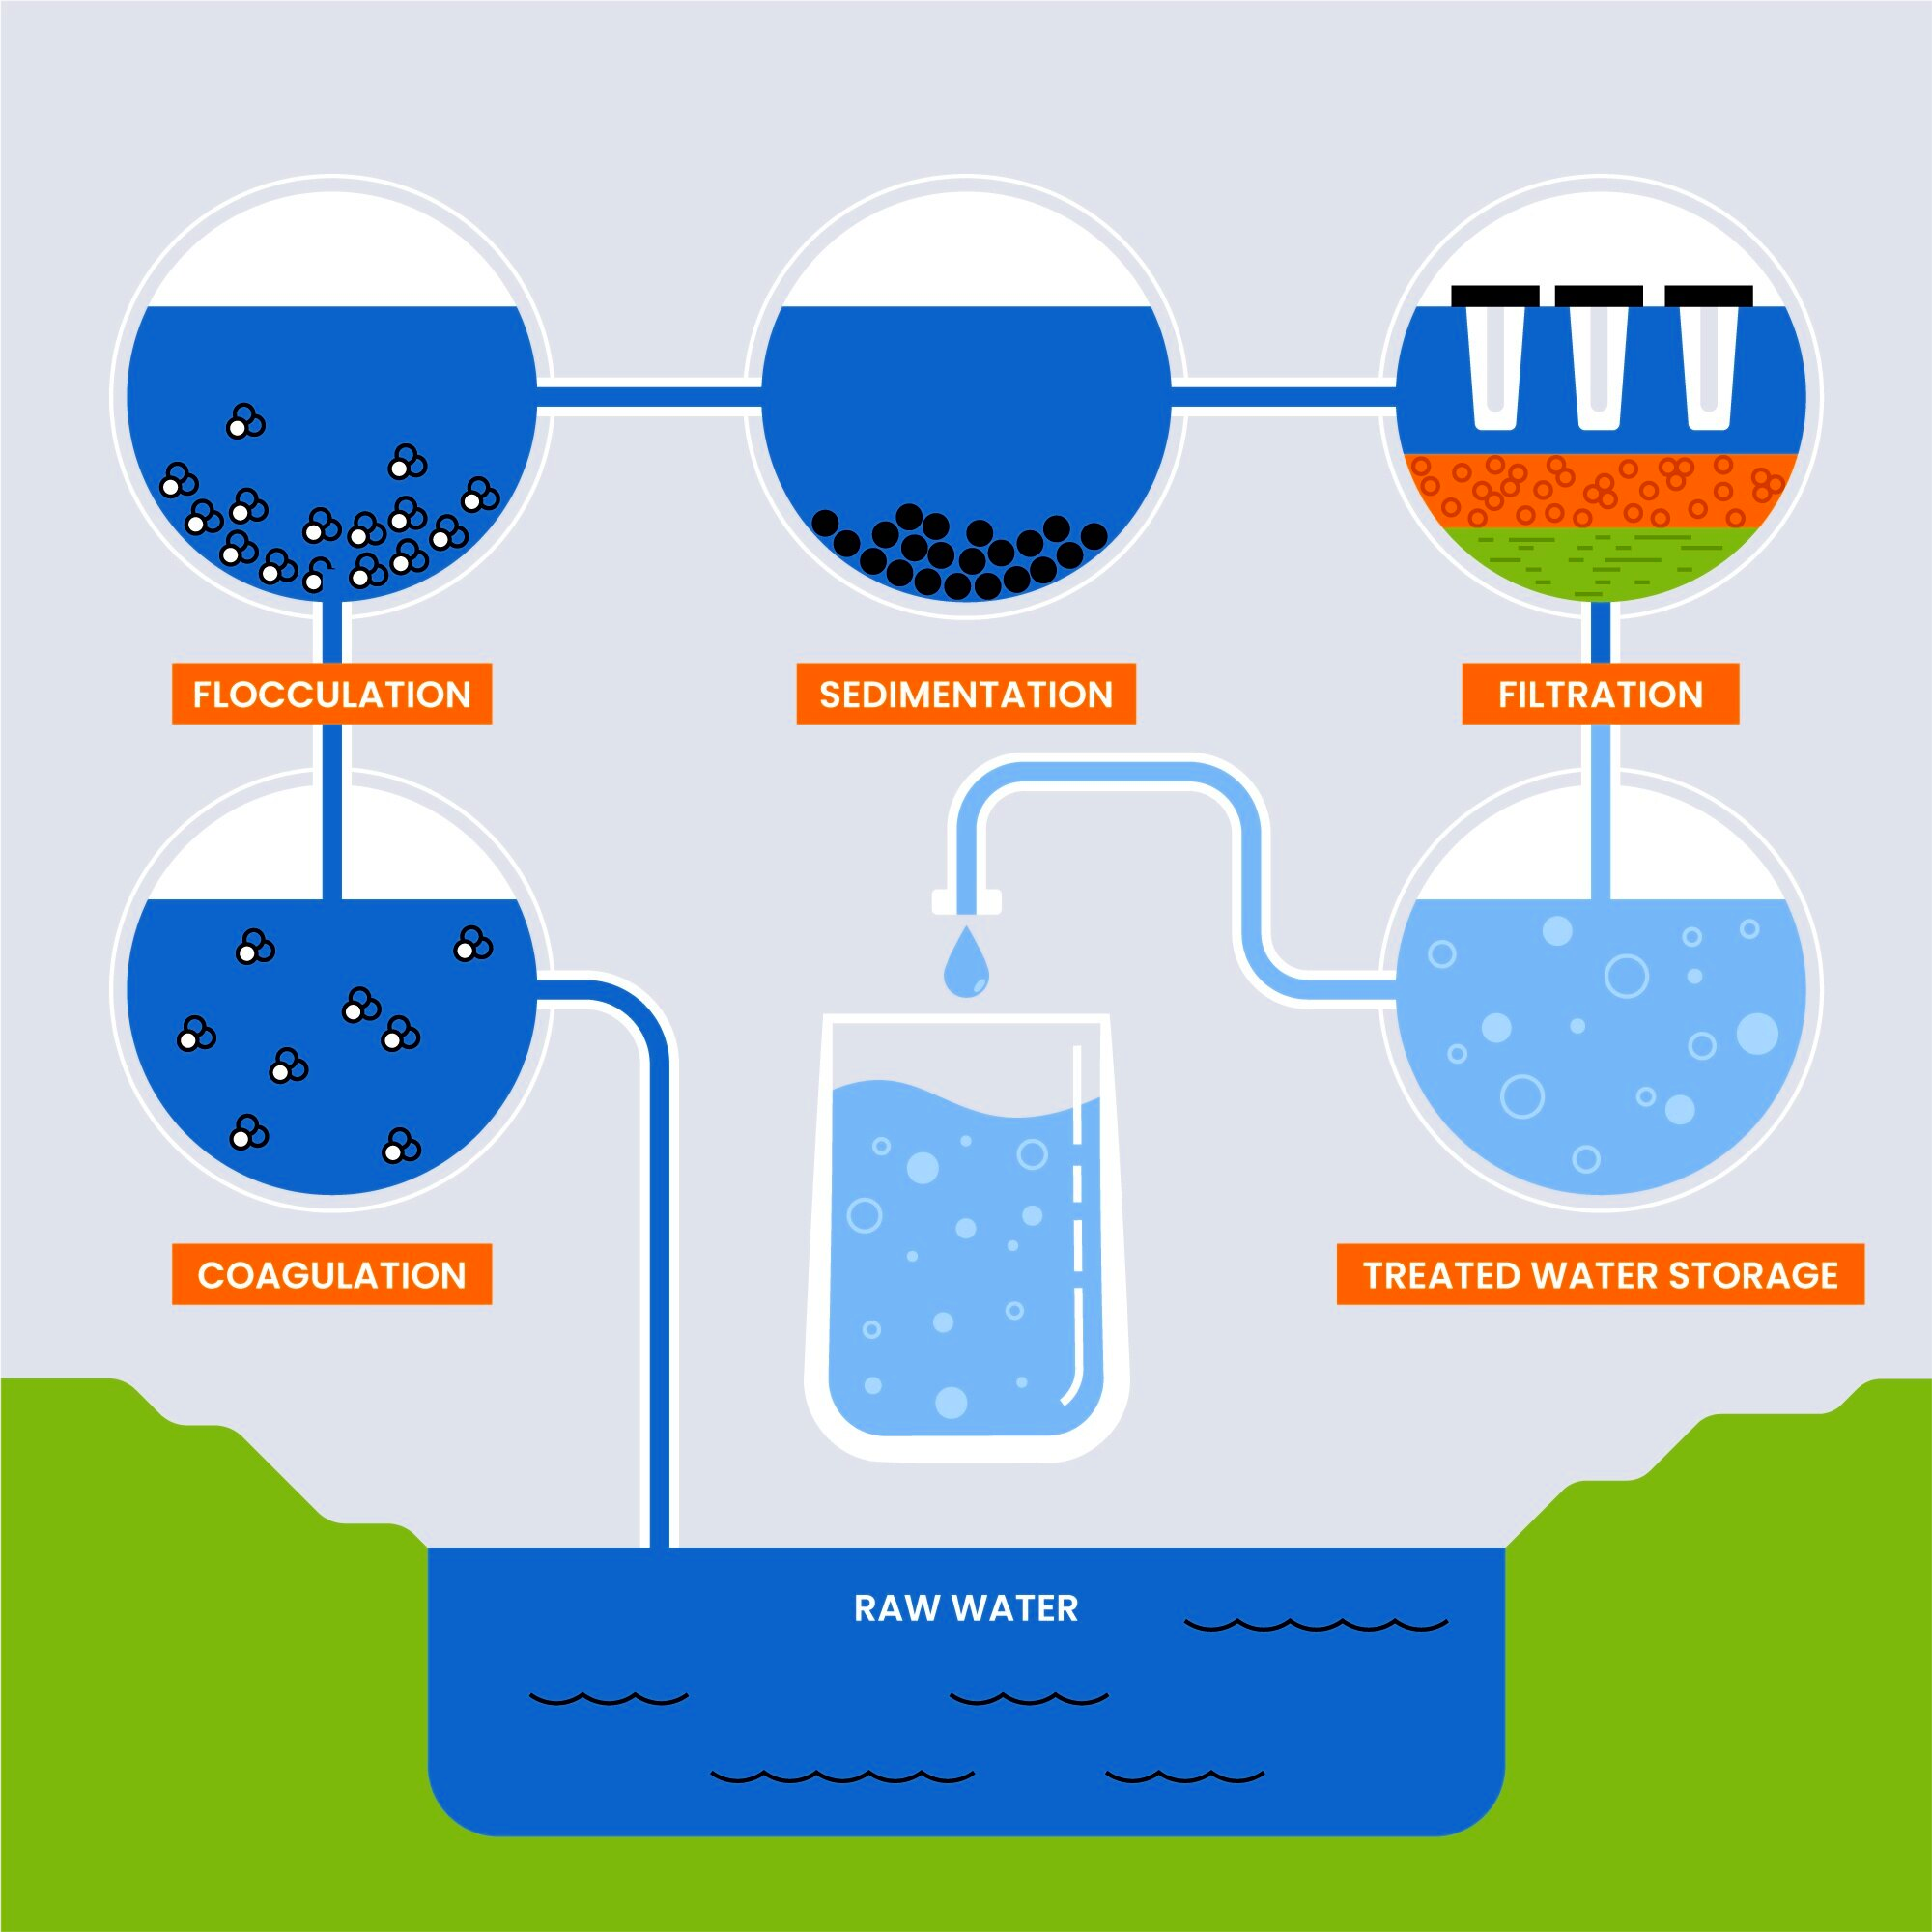 FLOCCULATION
SEDIMENTATION
FILTRATION
COAGULATION
TREATED WATER STORAGE
RAW WATER